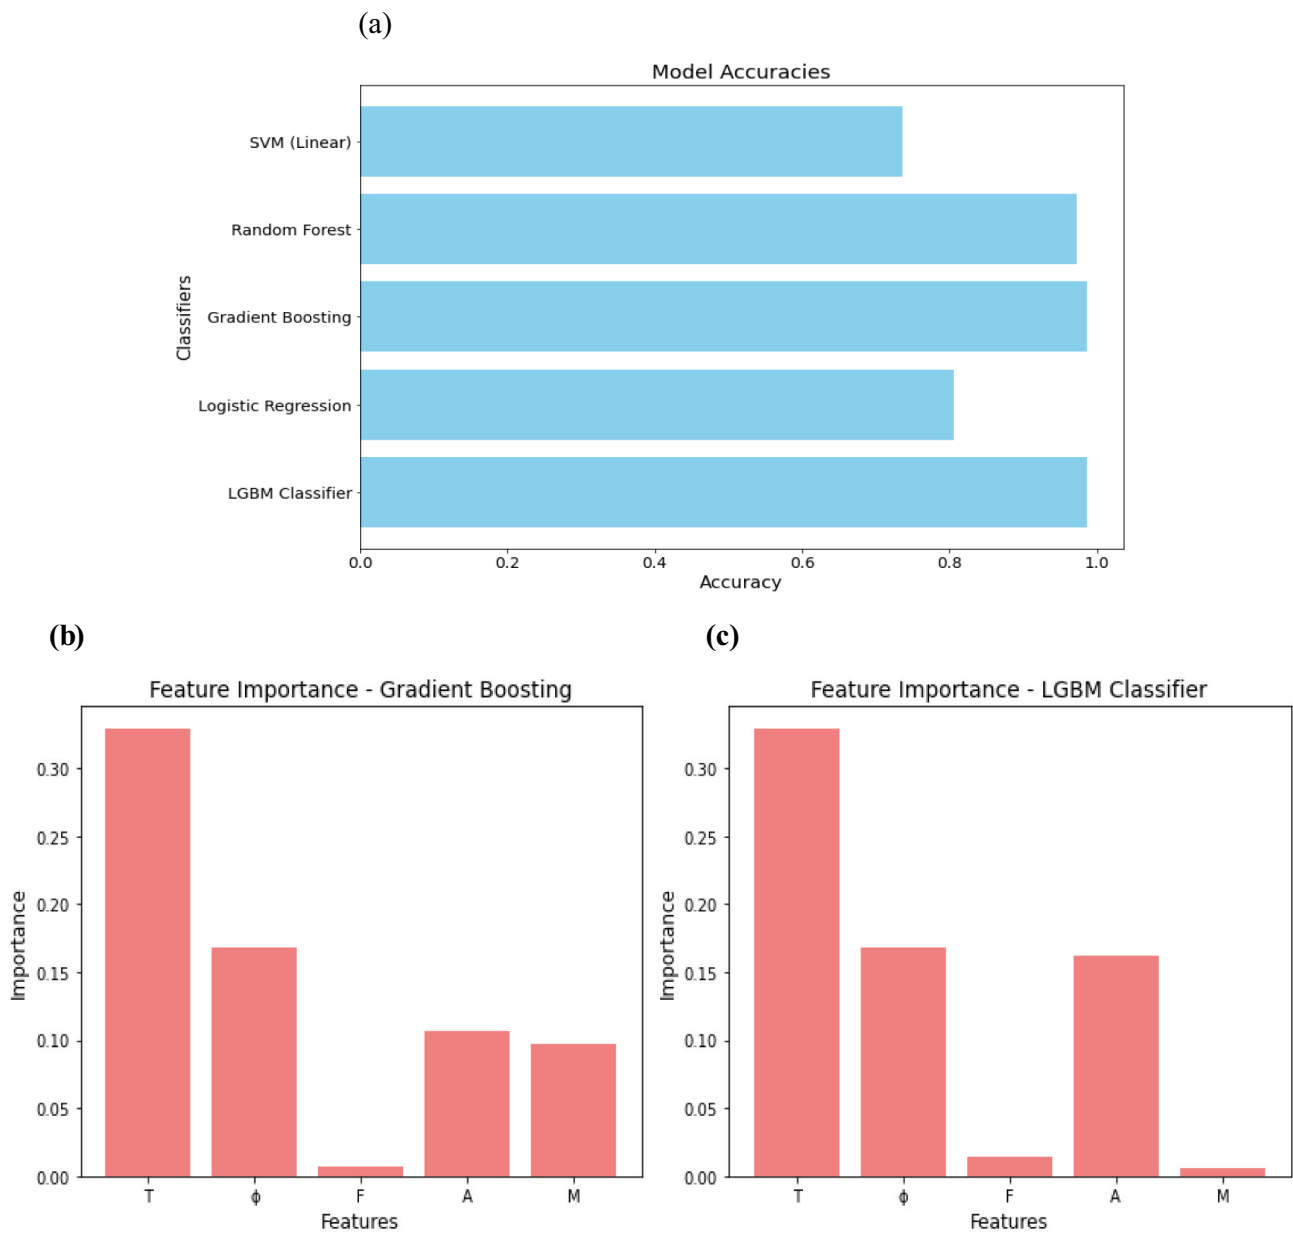 (a)
Model Accuracies
SVM (Linear)
Random Forest
Gradient Boosting
Logistic Regression
LGBM Classifier
Classifiers
0.0 0.2 0.4 0.6 0.8 1.0
Accuracy
(b)
Feature Importance - Gradient Boosting
0.30
0.25
0.20
0.15
0.10
0.05
0.00
Importance
T ϕ F A M
Features
(c)
Feature Importance - LGBM Classifier
0.30
0.25
0.20
0.15
0.10
0.05
0.00
Importance
T ϕ F A M
Features